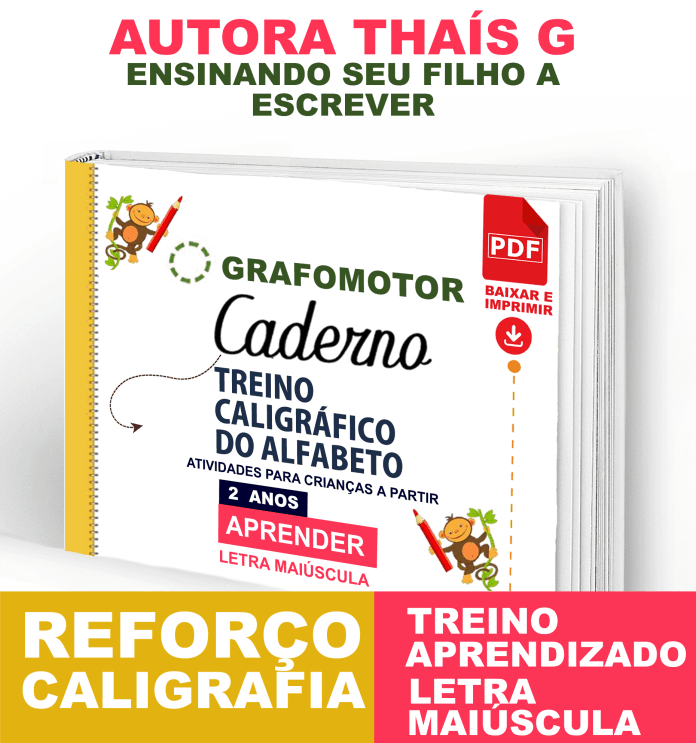 AUTORA THAÍS G
ENSINANDO SEU FILHO A
ESCREVER
PDF
BAIXAR E
IMPRIMIR
GRAFOMOTOR
Caderno
TREINO
CALIGRÁFICO
DO ALFABETO
ATIVIDADES PARA CRIANÇAS A PARTIR
2 ANOS
APRENDER
LETRA MAIÚSCULA
REFORÇO
CALIGRAFIA
TREINO
APRENDIZADO
LETRA
MAIÚSCULA